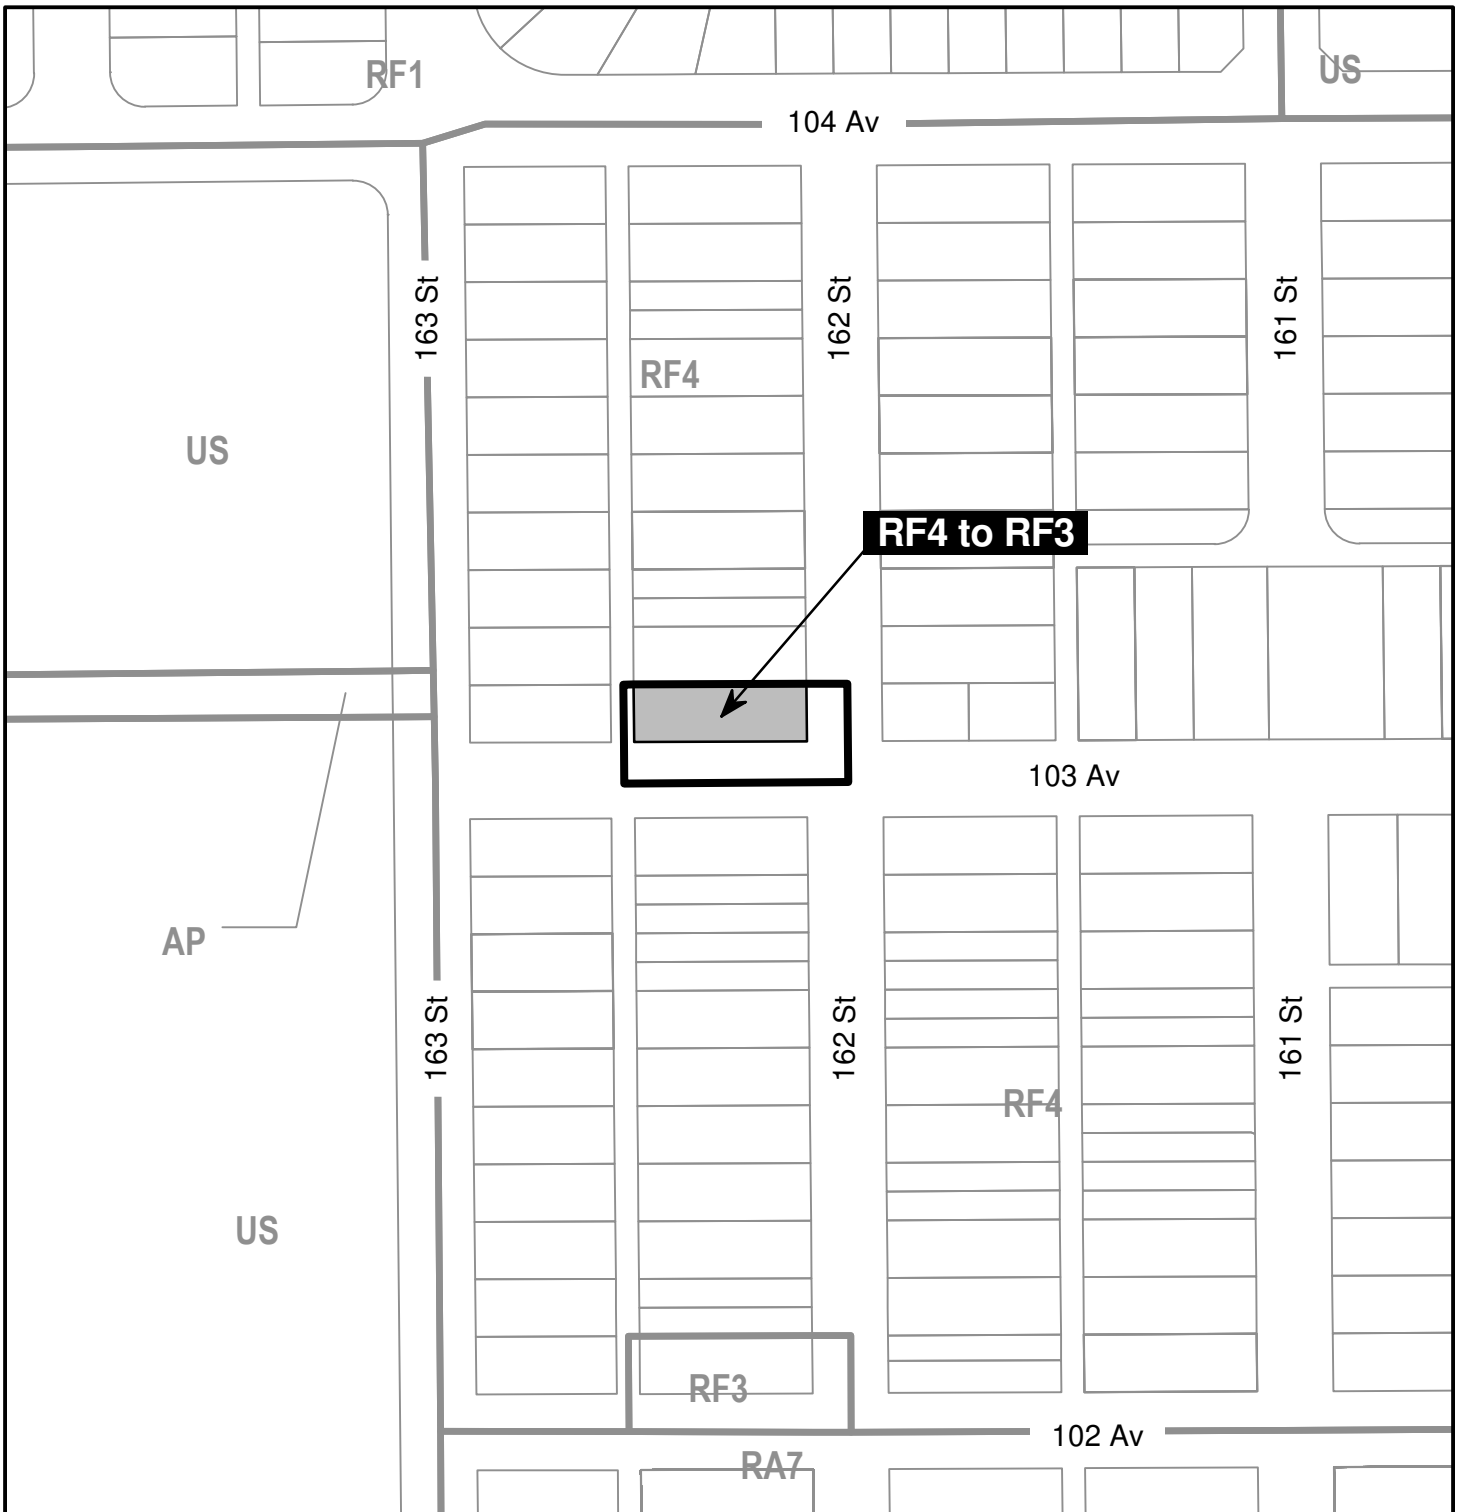 RF1
US
104 Av
163 St
162 St
161 St
RF4
US
RF4 to RF3
103 Av
AP
163 St
162 St
161 St
RF4
US
RF3
102 Av
RA7